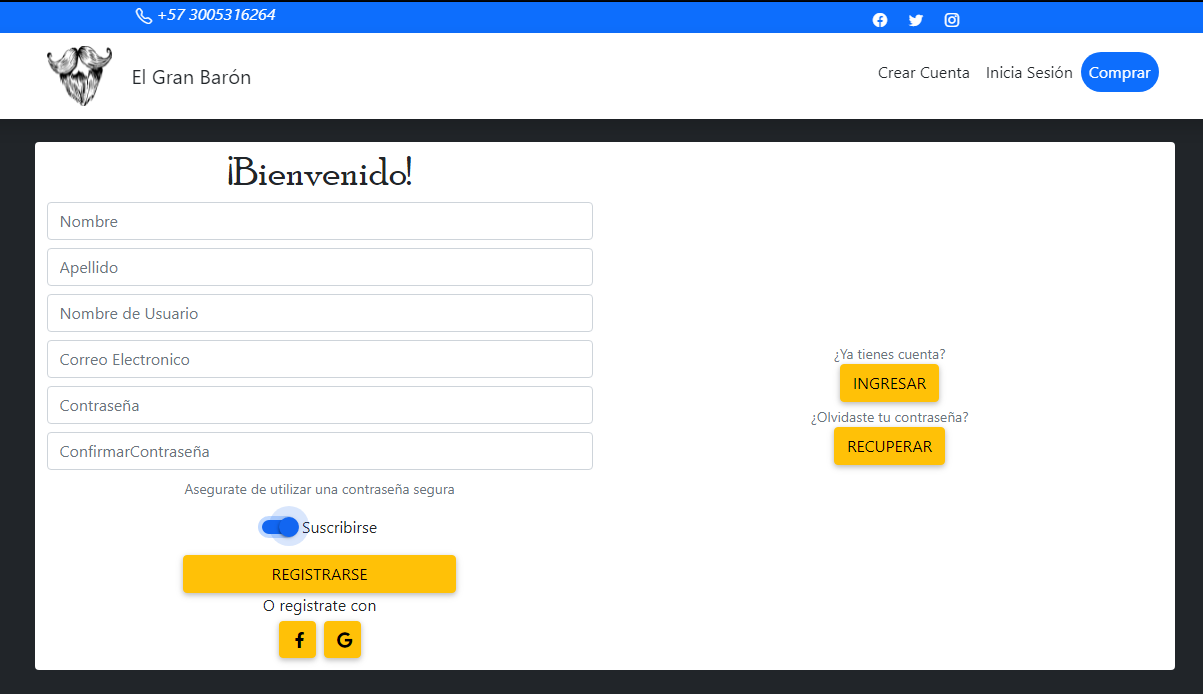 +57 3005316264
El Gran Barón
Crear Cuenta
Inicia Sesión
Comprar
¡Bienvenido!
Nombre
Apellido
Nombre de Usuario
Correo Electronico
Contraseña
ConfirmarContraseña
Asegurate de utilizar una contraseña segura
Suscribirse
REGISTRARSE
O registrate con
¿Ya tienes cuenta?
INGRESAR
¿Olvidaste tu contraseña?
RECUPERAR